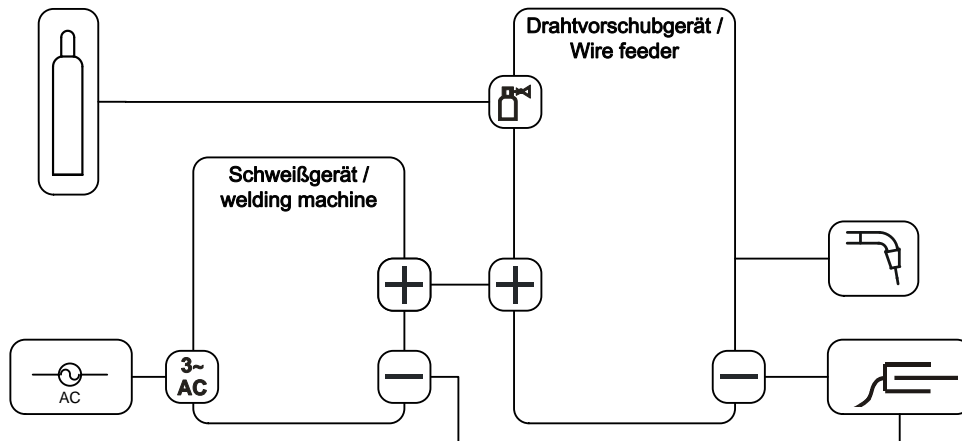 Drahtvorschubgerät /
Wire feeder
Schweißgerät /
welding machine
3~
AC
AC